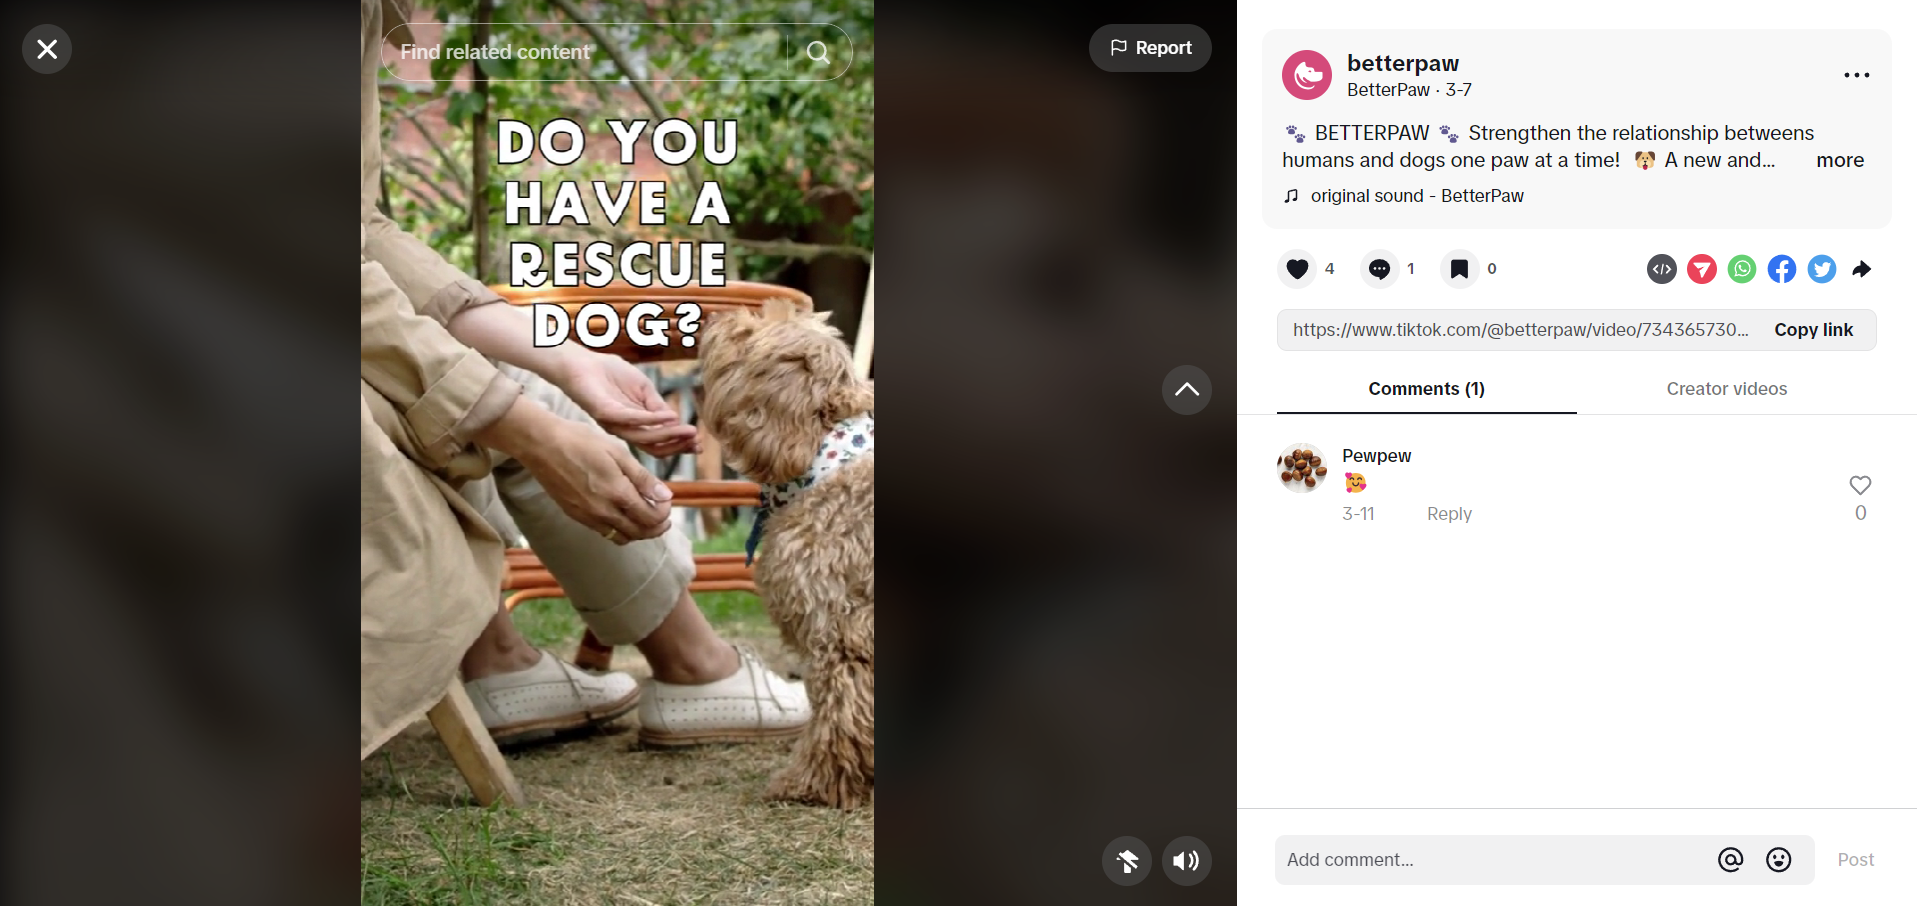 Find related content
Report
DO YOU
HAVE A
RESCUE
DOG?
betterpaw
BetterPaw · 3-7
🐾 BETTERPAW 🐾 Strengthen the relationship betweens
humans and dogs one paw at a time! 🐶 A new and... more
original sound - BetterPaw
4
1
0
https://www.tiktok.com/@betterpaw/video/734365730... Copy link
Comments (1)
Creator videos
Pewpew
🥰
3-11 Reply
0
Add comment...
Post